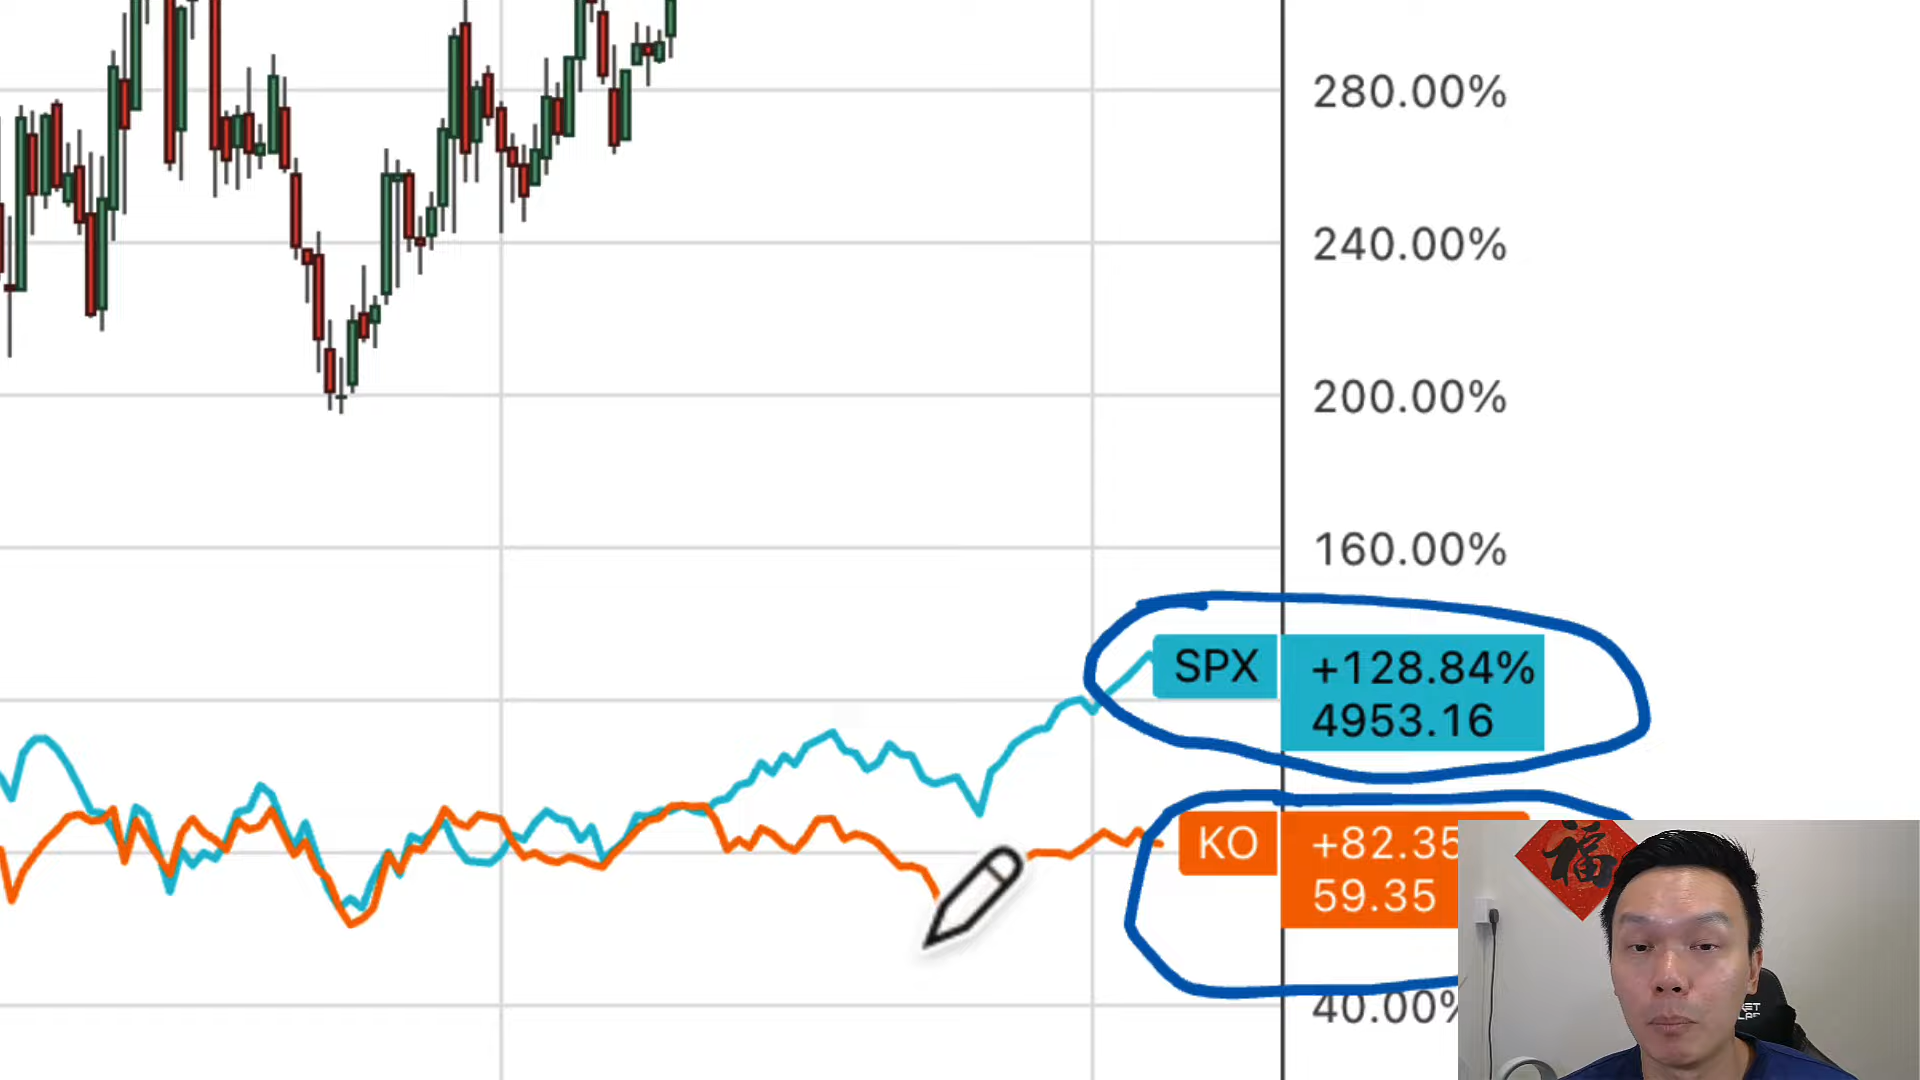 280.00%
240.00%
200.00%
160.00%
SPX +128.84%
4953.16
KO +82.35
59.35
福
40.00%